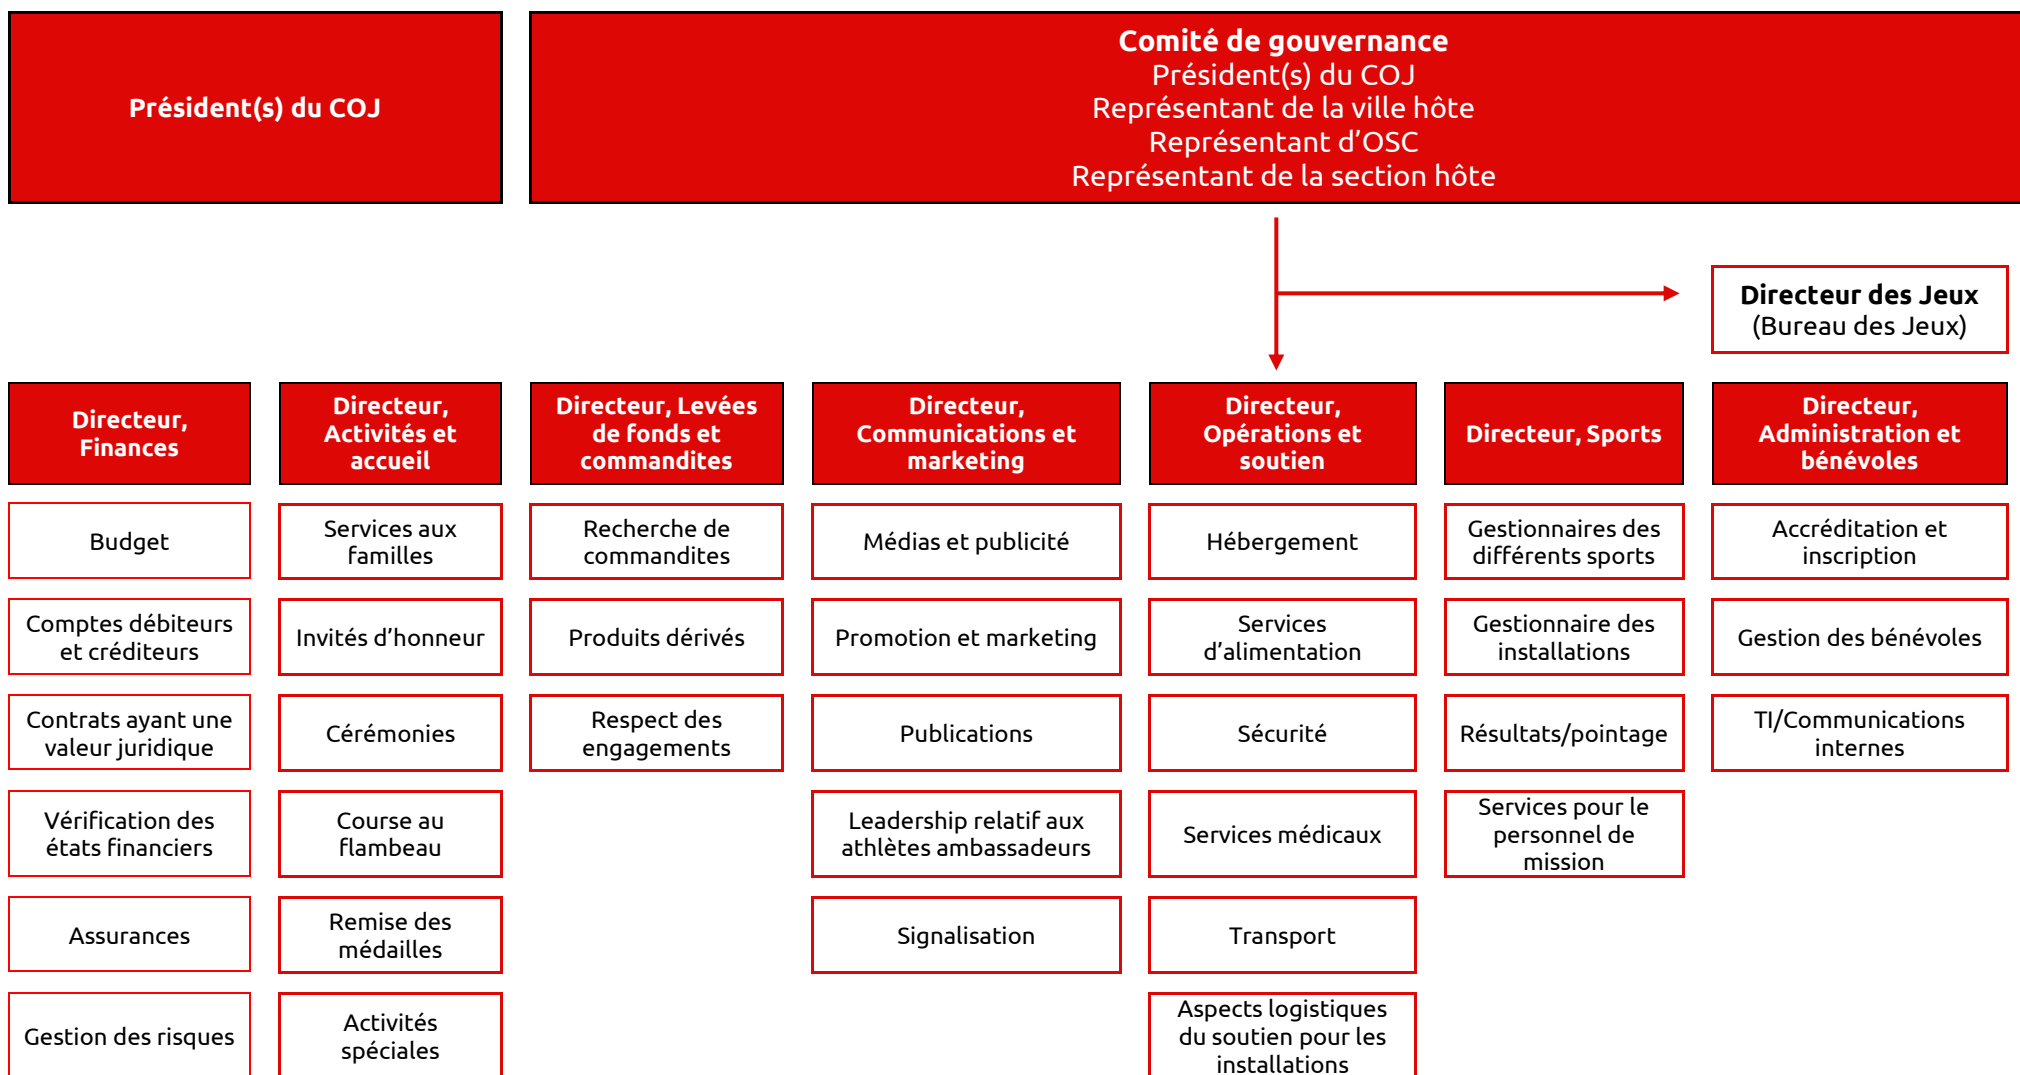 Président(s) du COJ
Comité de gouvernance
Président(s) du COJ
Représentant de la ville hôte
Représentant d’OSC
Représentant de la section hôte
Directeur des Jeux
(Bureau des Jeux)
Directeur,
Finances
Budget
Comptes débiteurs
et créditeurs
Contrats ayant une
valeur juridique
Vérification des
états financiers
Assurances
Gestion des risques
Directeur,
Activités et
accueil
Services aux
familles
Invités d’honneur
Cérémonies
Course au
flambeau
Remise des
médailles
Activités
spéciales
Directeur, Levées
de fonds et
commandites
Recherche de
commandites
Produits dérivés
Respect des
engagements
Directeur,
Communications et
marketing
Médias et publicité
Promotion et marketing
Publications
Leadership relatif aux
athlètes ambassadeurs
Signalisation
Directeur,
Opérations et
soutien
Hébergement
Services
d’alimentation
Sécurité
Services médicaux
Transport
Aspects logistiques
du soutien pour les
installations
Directeur, Sports
Gestionnaires des
différents sports
Gestionnaire des
installations
Résultats/pointage
Services pour le
personnel de
mission
Directeur,
Administration et
bénévoles
Accréditation et
inscription
Gestion des bénévoles
TI/Communications
internes